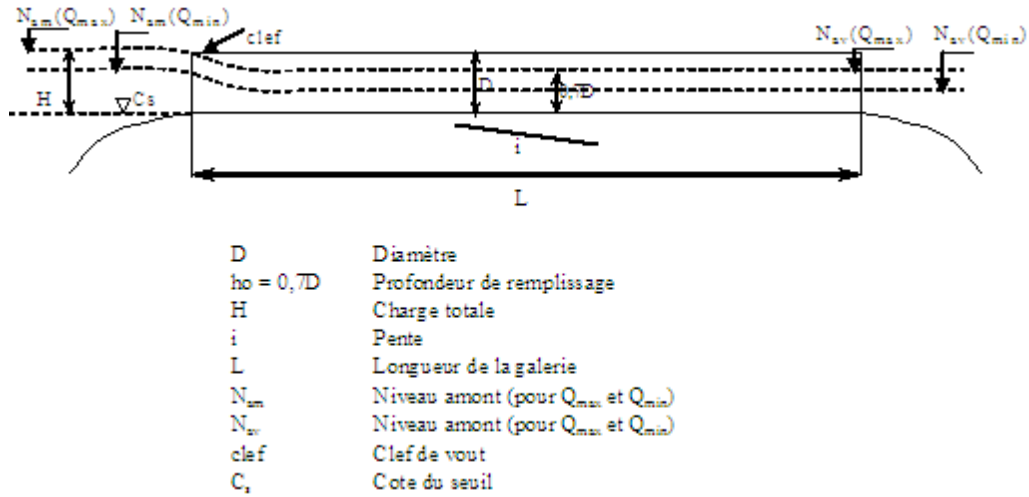 Nam(Qmax) Nam(Qmin)
clef
Nav(Qmax) Nav(Qmin)
D
0,7D
H
Cs
i
L
D Diamètre
ho = 0,7D Profondeur de remplissage
H Charge totale
i Pente
L Longueur de la galerie
Nam Niveau amont (pour Qmax et Qmin)
Nav Niveau amont (pour Qmax et Qmin)
clef Clef de vout
Cs Cote du seuil